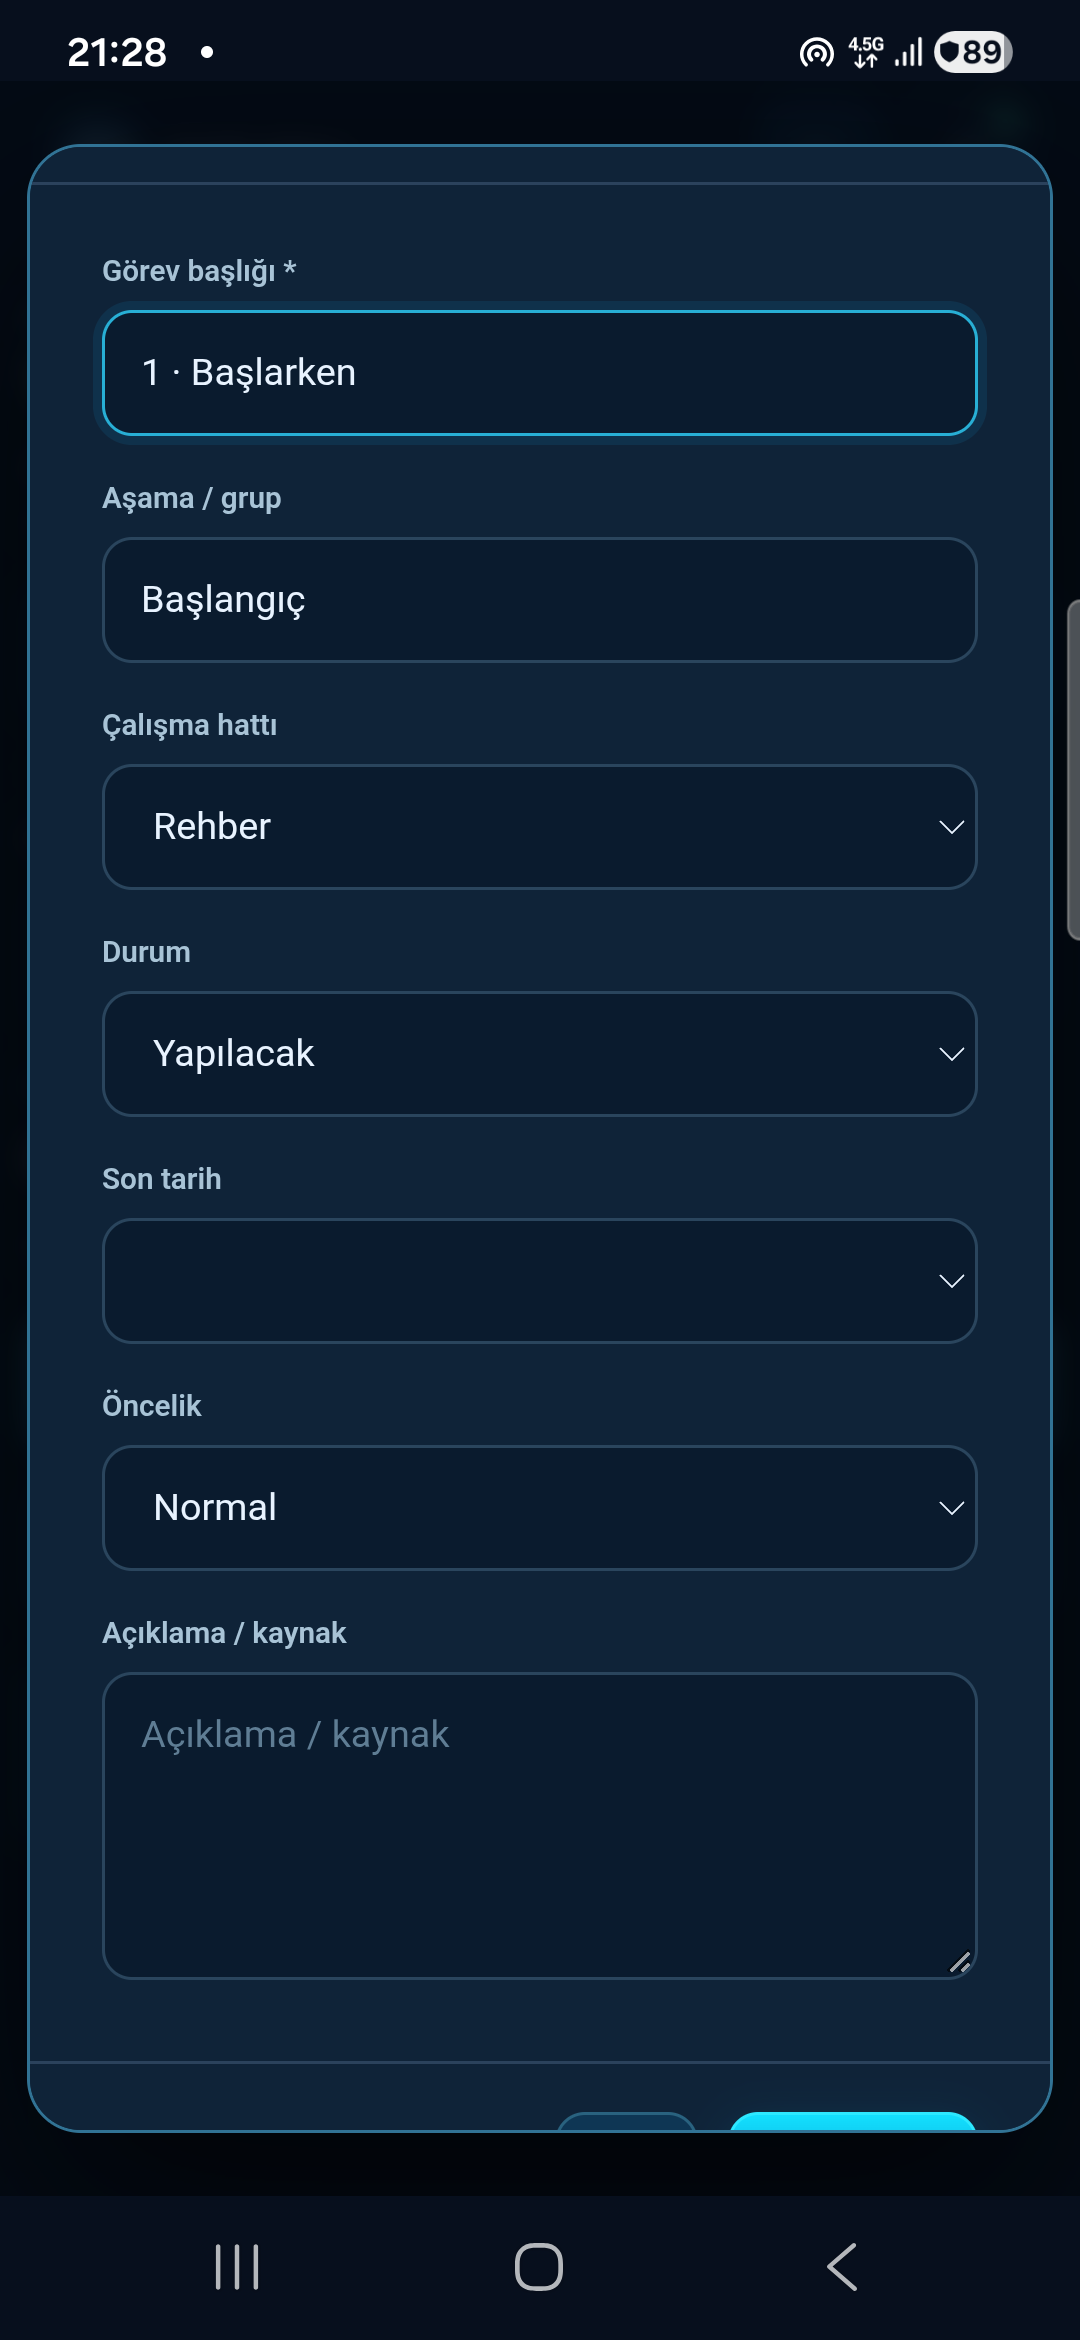 21:28
4.5G
89
Görev başlığı *
1 · Başlarken
Aşama / grup
Başlangıç
Çalışma hattı
Rehber
Durum
Yapılacak
Son tarih
Öncelik
Normal
Açıklama / kaynak
Açıklama / kaynak